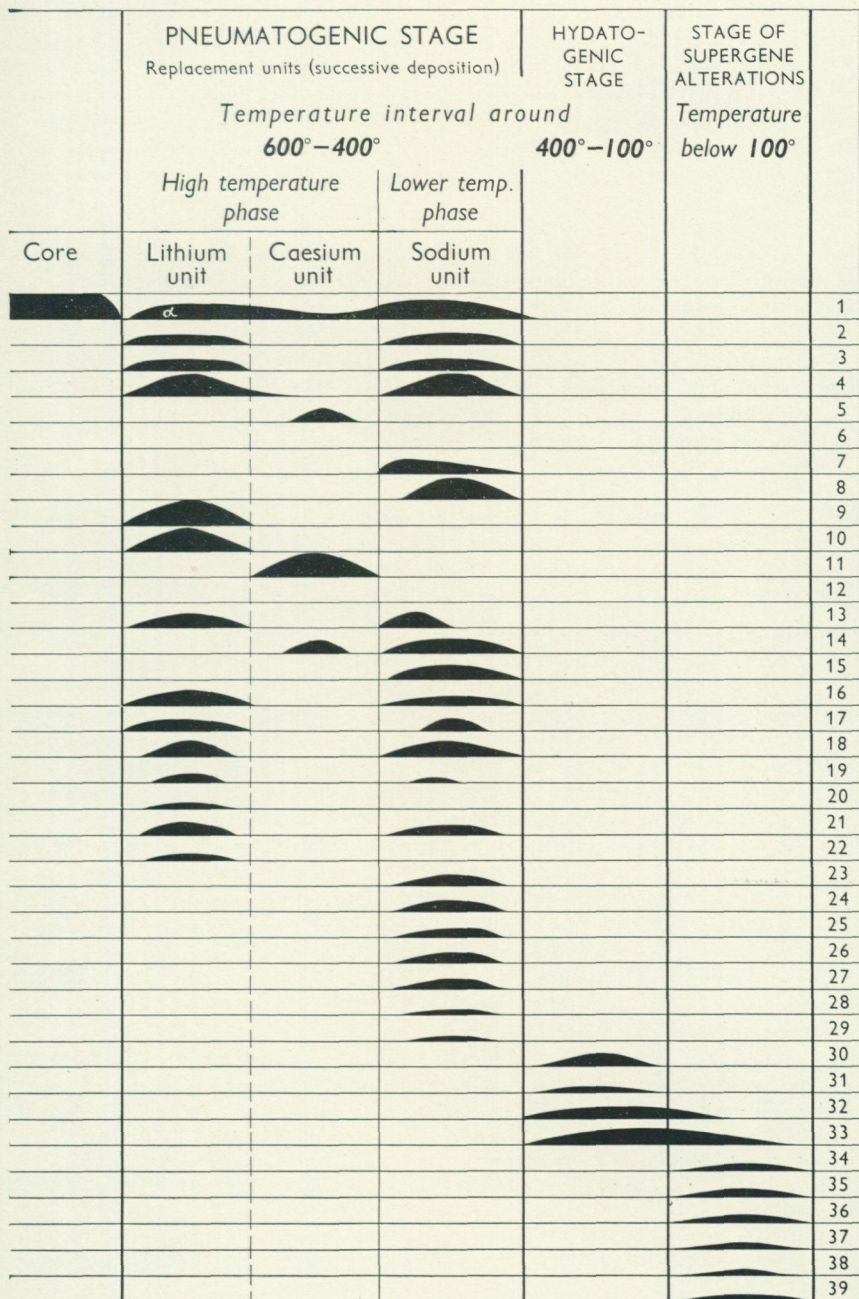 PNEUMATOGENIC STAGE
Replacement units (successive deposition)
HYDATO-
GENIC
STAGE
STAGE OF
SUPERGENE
ALTERATIONS
Temperature interval around
600°–400°
400°–100°
Temperature
below 100°
High temperature
phase
Lower temp.
phase
Core
Lithium
unit
Caesium
unit
Sodium
unit
α
1
2
3
4
5
6
7
8
9
10
11
12
13
14
15
16
17
18
19
20
21
22
23
24
25
26
27
28
29
30
31
32
33
34
35
36
37
38
39